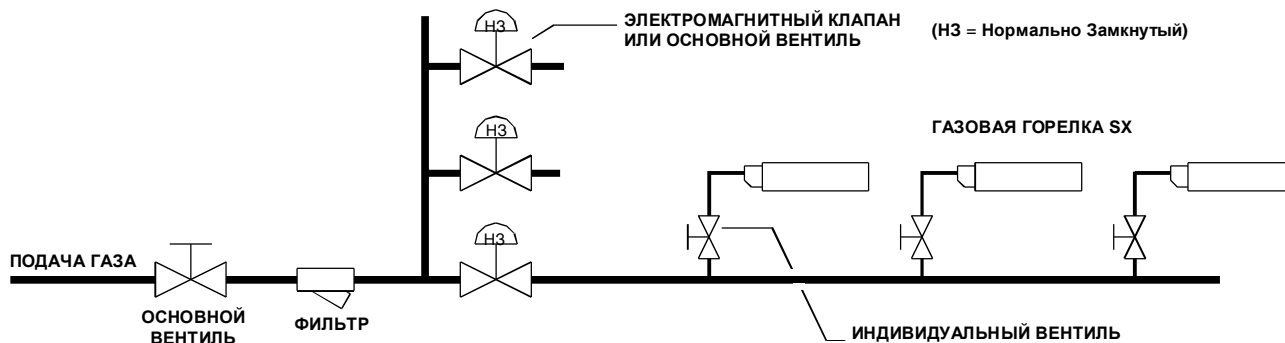 НЗ
ЭЛЕКТРОМАГНИТНЫЙ КЛАПАН
ИЛИ ОСНОВНОЙ ВЕНТИЛЬ
(НЗ = Нормально Замкнутый)
НЗ
ГАЗОВАЯ ГОРЕЛКА SX
НЗ
ПОДАЧА ГАЗА
ОСНОВНОЙ
ВЕНТИЛЬ
ФИЛЬТР
ИНДИВИДУАЛЬНЫЙ ВЕНТИЛЬ